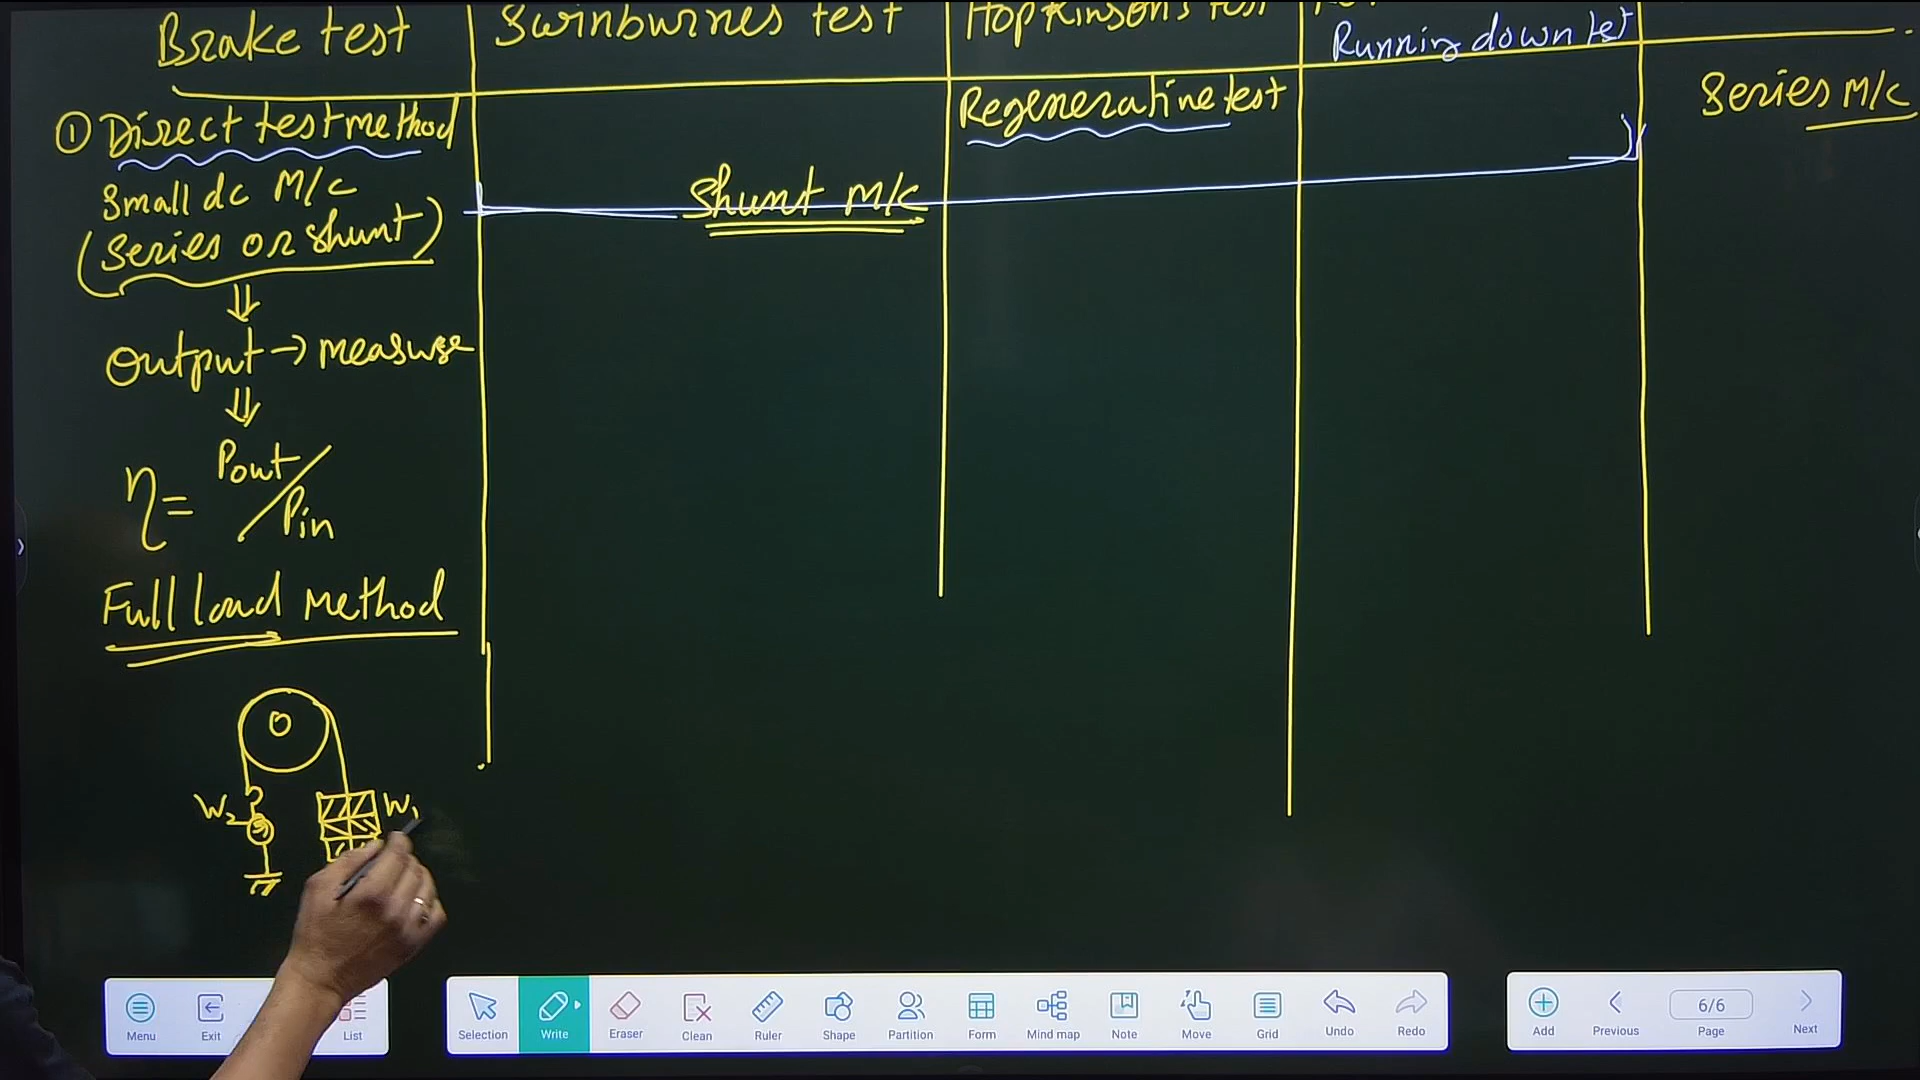 Brake test
Swinburnes test
Hopkinson's test
Running down tet
① Direct test method
Small dc M/c
(Series or shunt)
⇓
Output → measure
⇓
η = Pout/Pin
Full load Method
W2
W1
Regenerative test
Shunt M/c
Series M/c
Menu
Exit
List
Selection
Write
Eraser
Clean
Ruler
Shape
Partition
Form
Mind map
Note
Move
Grid
Undo
Redo
Add
Previous
6/6
Page
Next